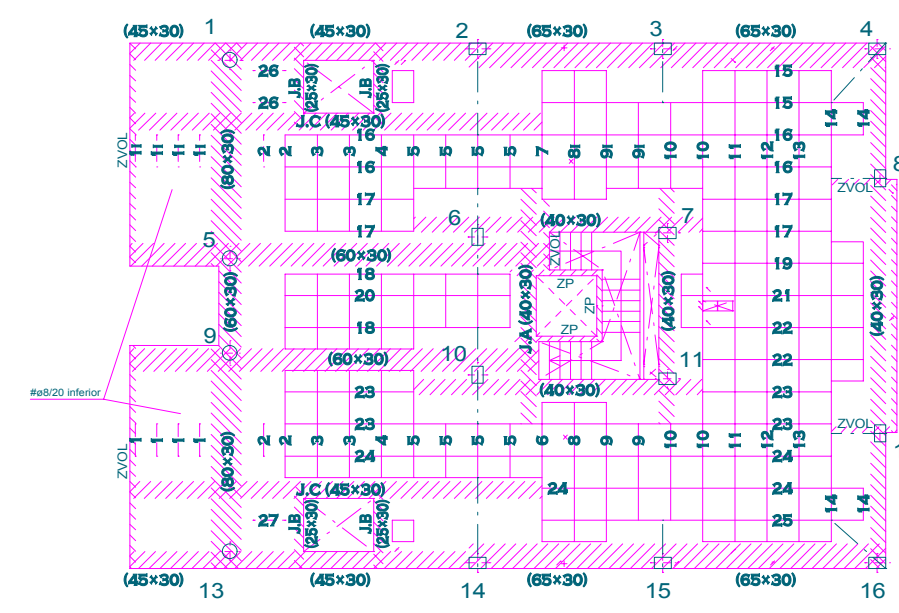 (45×30) 1 (45×30) 2 (65×30) 3 (65×30) 4
26 J.B (25×30) J.B (25×30) 15
26 15 14 14
J.C (45×30) 16
ZVOL 11 11 11 11 (80×30) 2 2 3 3 4 5 5 5 5 7 81 91 91 10 10 11 12 13
16 16
8
17 ZVOL
6 (40×30) 7
17 17
5 (60×30) ZVOL
18 19
(60×30) 20 J.A (40×30) ZP ZP (40×30) 21 (40×30)
18 ZP 22
9 (60×30) 10 11 22
#ø8/20 inferior 23 (40×30) 23
23 23 ZVOL
ZVOL 1 1 1 1 (80×30) 2 2 3 3 4 5 5 5 5 6 8 9 9 10 10 11 12 13
24 24
J.C (45×30) 24 24
27 J.B (25×30) J.B (25×30) 25 14 14
(45×30) (45×30) (65×30) (65×30)
13 14 15 16